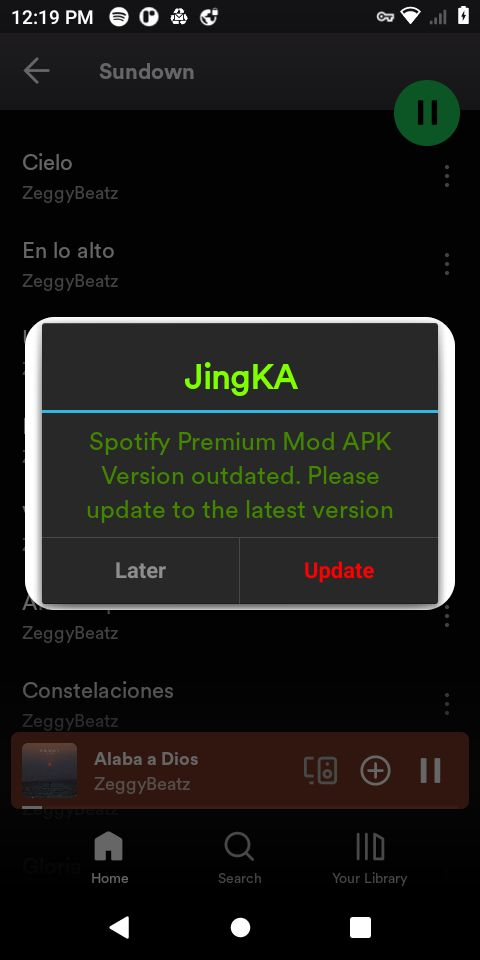 12:19 PM
Sundown
Cielo
ZeggyBeatz
En lo alto
ZeggyBeatz
JingKA
Spotify Premium Mod APK
Version outdated. Please
update to the latest version
Later
Update
ZeggyBeatz
Constelaciones
ZeggyBeatz
Alaba a Dios
ZeggyBeatz
ZeggyBeatz
Gloria
Home
Search
Your Library